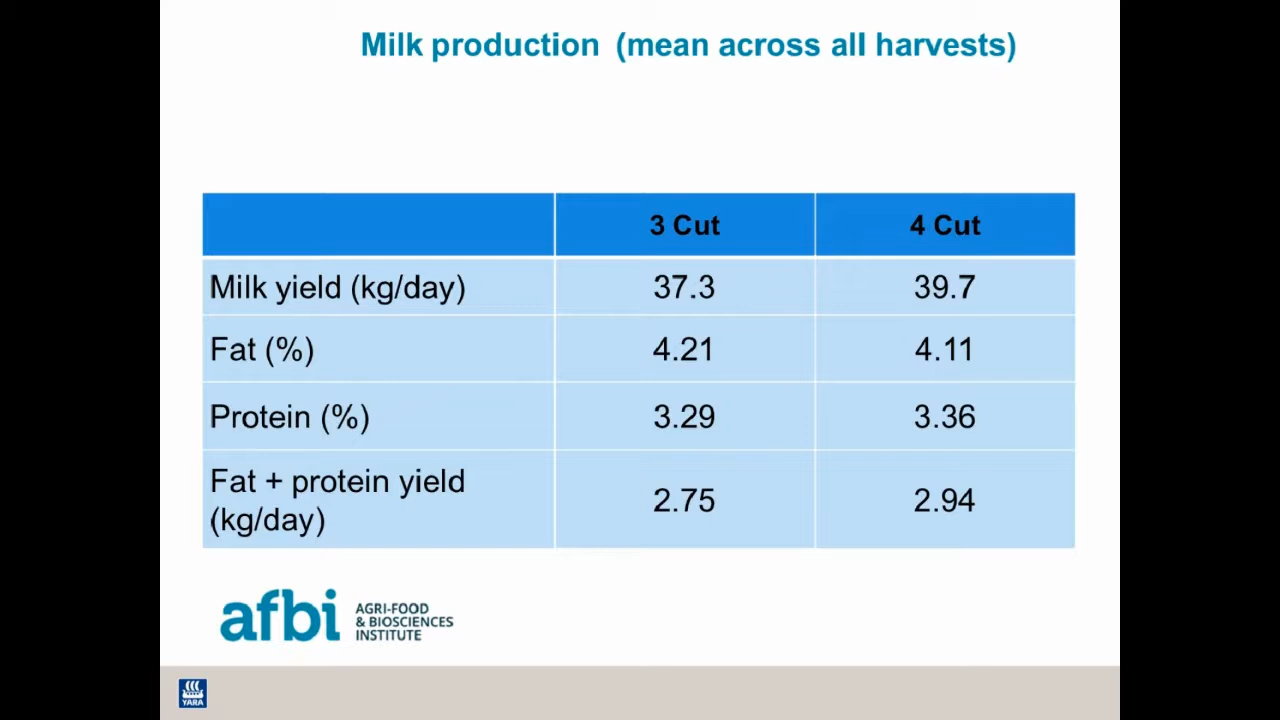 Milk production (mean across all harvests)
3 Cut 4 Cut
Milk yield (kg/day) 37.3 39.7
Fat (%) 4.21 4.11
Protein (%) 3.29 3.36
Fat + protein yield
(kg/day) 2.75 2.94
afbi
AGRI-FOOD
& BIOSCIENCES
INSTITUTE
YARA